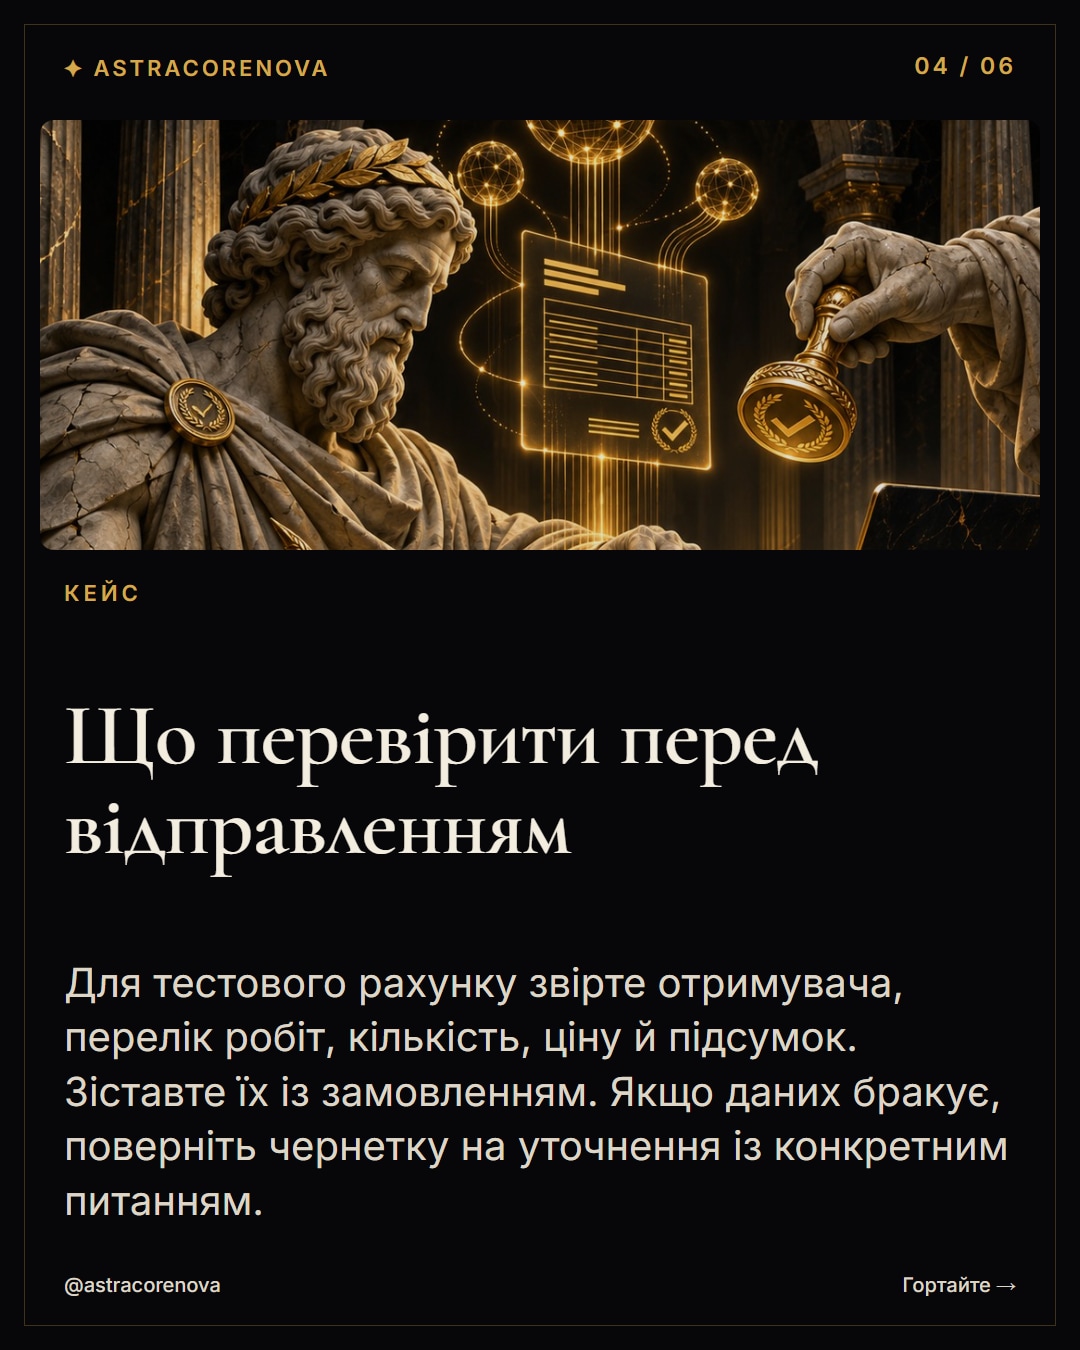 ✦ ASTRACORENOVA
04 / 06
КЕЙС
Що перевірити перед
відправленням
Для тестового рахунку звірте отримувача,
перелік робіт, кількість, ціну й підсумок.
Зіставте їх із замовленням. Якщо даних бракує,
поверніть чернетку на уточнення із конкретним
питанням.
@astracorenova
Гортайте →